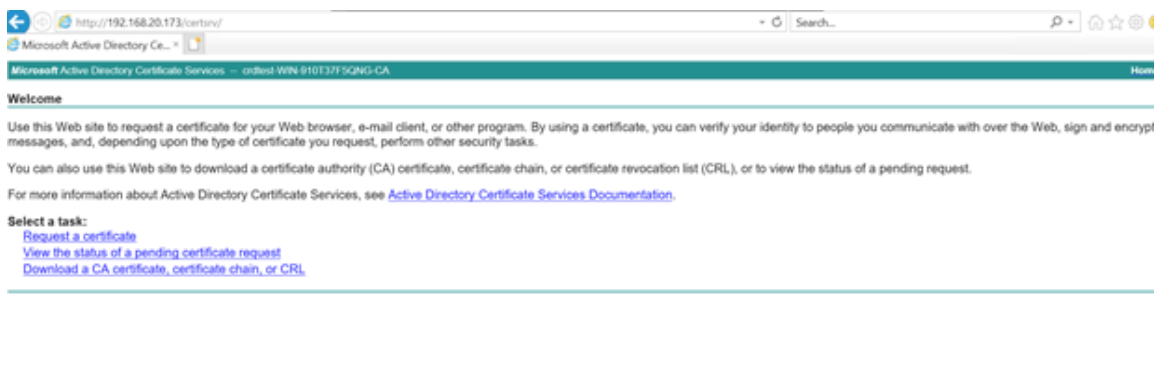 http://192.168.20.173/certsrv/
Search...
Microsoft Active Directory Ce...
Microsoft Active Directory Certificate Services -- crdtest-WIN-910T37F5QNG-CA
Home
Welcome
Use this Web site to request a certificate for your Web browser, e-mail client, or other program. By using a certificate, you can verify your identity to people you communicate with over the Web, sign and encrypt
messages, and, depending upon the type of certificate you request, perform other security tasks.
You can also use this Web site to download a certificate authority (CA) certificate, certificate chain, or certificate revocation list (CRL), or to view the status of a pending request.
For more information about Active Directory Certificate Services, see Active Directory Certificate Services Documentation.
Select a task:
Request a certificate
View the status of a pending certificate request
Download a CA certificate, certificate chain, or CRL